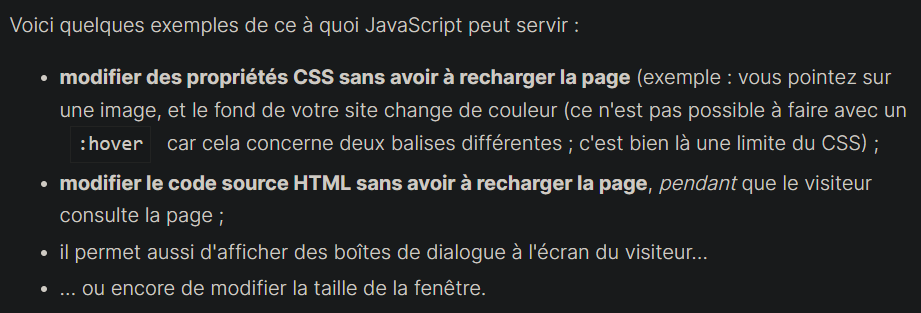 Voici quelques exemples de ce à quoi JavaScript peut servir :
• modifier des propriétés CSS sans avoir à recharger la page (exemple : vous pointez sur
une image, et le fond de votre site change de couleur (ce n'est pas possible à faire avec un
:hover car cela concerne deux balises différentes ; c'est bien là une limite du CSS) ;
• modifier le code source HTML sans avoir à recharger la page, pendant que le visiteur
consulte la page ;
• il permet aussi d'afficher des boîtes de dialogue à l'écran du visiteur...
• ... ou encore de modifier la taille de la fenêtre.